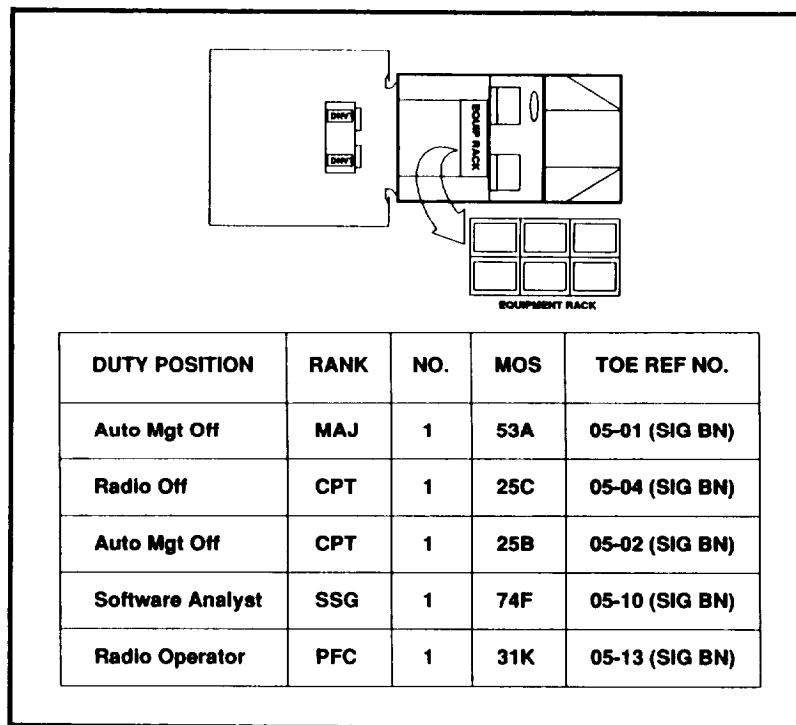 EQUIP RACK
EQUIPMENT RACK
DUTY POSITION RANK NO. MOS TOE REF NO.
Auto Mgt Off MAJ 1 53A 05-01 (SIG BN)
Radio Off CPT 1 25C 05-04 (SIG BN)
Auto Mgt Off CPT 1 25B 05-02 (SIG BN)
Software Analyst SSG 1 74F 05-10 (SIG BN)
Radio Operator PFC 1 31K 05-13 (SIG BN)